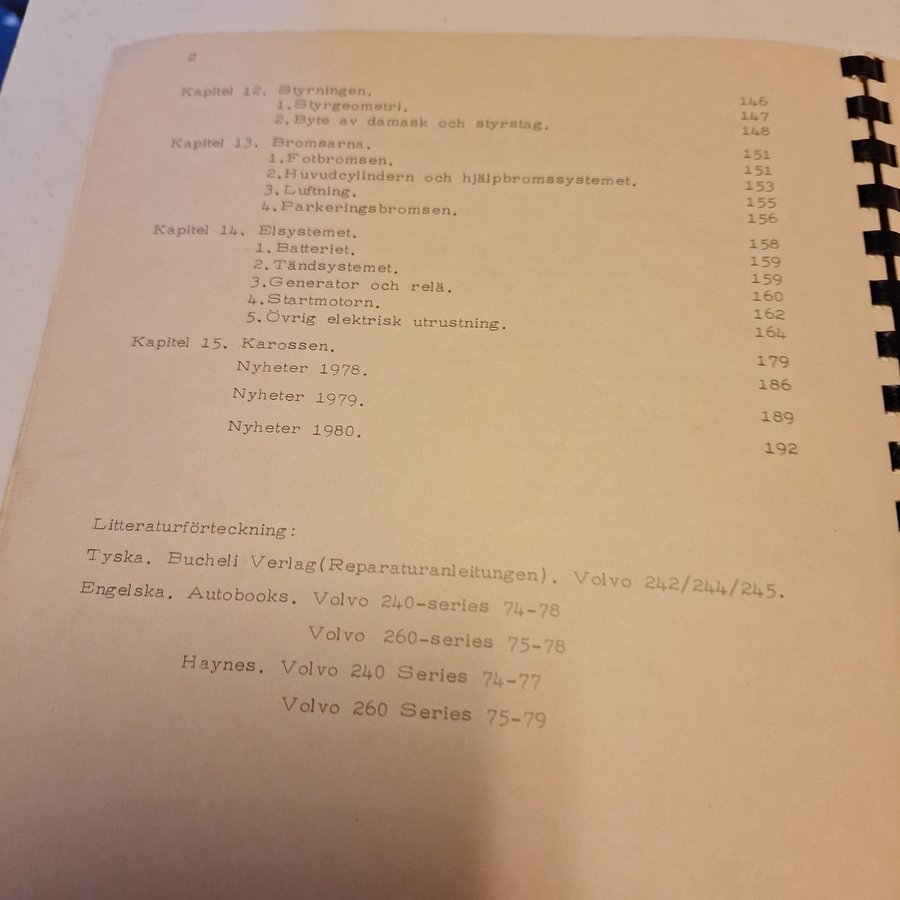 2
Kapitel 12. Styrningen. 146
1.Styrgeometri. 147
2.Byte av damask och styrstag. 148
Kapitel 13. Bromsarna. 151
1.Fotbromsen. 151
2.Huvudcylindern och hjälpbromssystemet. 153
3.Luftning. 155
4.Parkeringsbromsen. 156
Kapitel 14. Elsystemet. 158
1.Batteriet. 159
2.Tändsystemet. 159
3.Generator och relä. 160
4.Startmotorn. 162
5.Övrig elektrisk utrustning. 164
Kapitel 15. Karossen. 179
Nyheter 1978. 186
Nyheter 1979. 189
Nyheter 1980. 192
Litteraturförteckning:
Tyska. Bucheli Verlag(Reparaturanleitungen). Volvo 242/244/245.
Engelska. Autobooks. Volvo 240-series 74-78
Volvo 260-series 75-78
Haynes. Volvo 240 Series 74-77
Volvo 260 Series 75-79